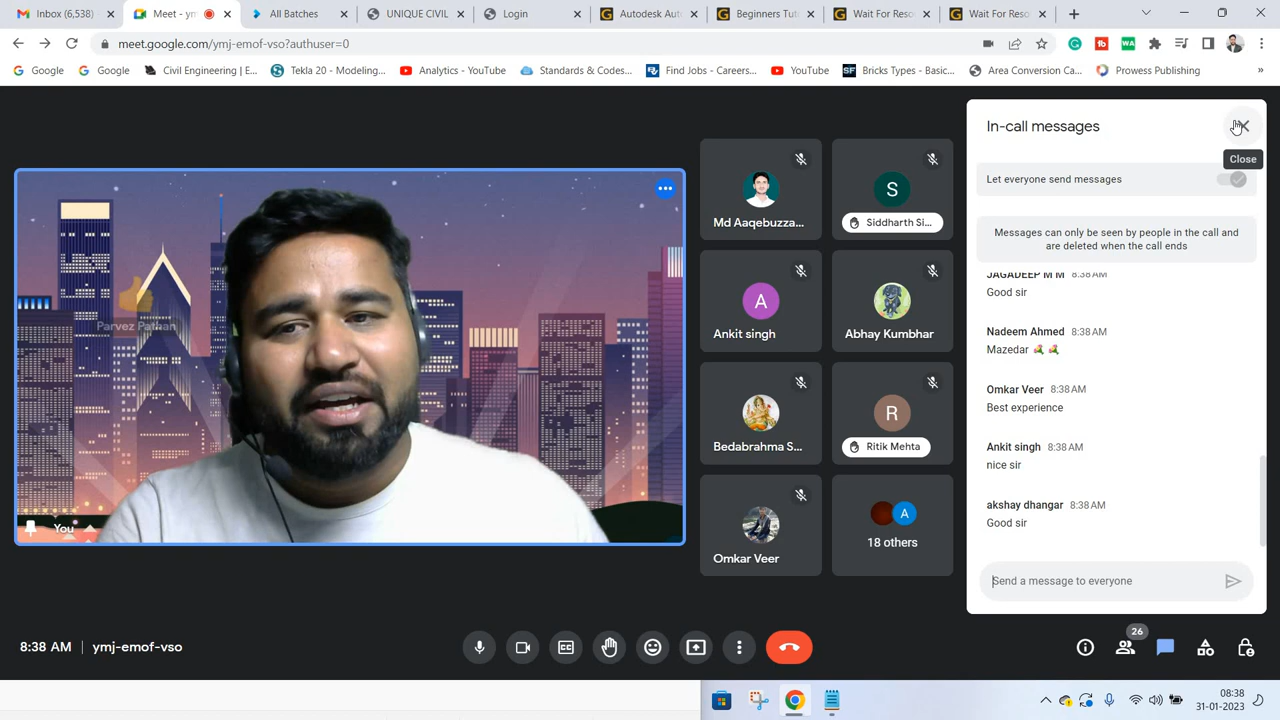 Inbox (6,538)
Meet - ym
All Batches
UNIQUE CIVIL
Login
Autodesk Aut
Beginners Tut
Wait For Reso
Wait For Reso
meet.google.com/ymj-emof-vso?authuser=0
Google
Google
Civil Engineering | E...
Tekla 20 - Modeling...
Analytics - YouTube
Standards & Codes...
Find Jobs - Careers...
YouTube
Bricks Types - Basic...
Area Conversion Ca...
Prowess Publishing
»
In-call messages
Close
Let everyone send messages
Messages can only be seen by people in the call and
are deleted when the call ends
JAGADEEP M M 8:38 AM
Good sir
Nadeem Ahmed 8:38 AM
Mazedar
Omkar Veer 8:38 AM
Best experience
Ankit singh 8:38 AM
nice sir
akshay dhangar 8:38 AM
Good sir
Send a message to everyone
Parvez Pathan
You
Md Aaqebuzza...
S
Siddharth Si...
A
Ankit singh
Abhay Kumbhar
Bedabrahma S...
R
Ritik Mehta
Omkar Veer
A
18 others
8:38 AM | ymj-emof-vso
26
08:38
31-01-2023